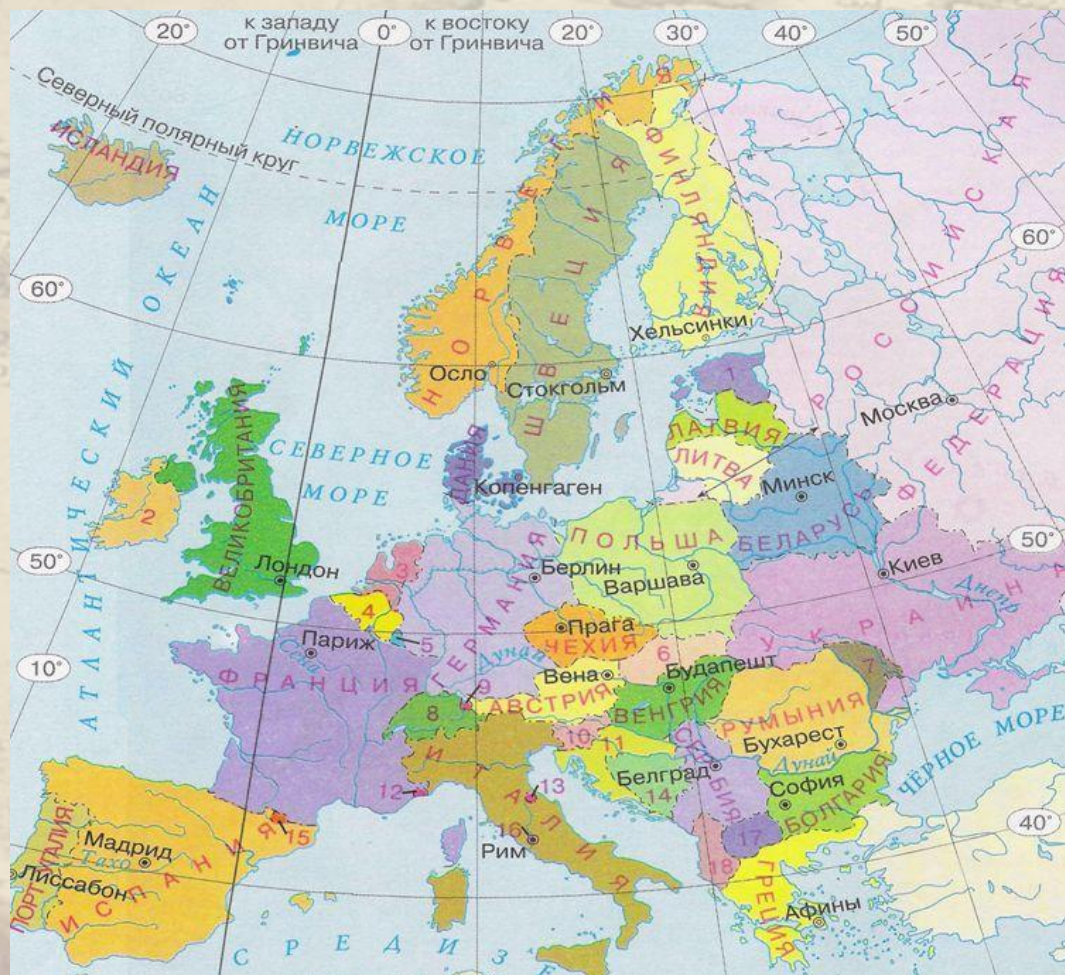 к западу
от Гринвича
к востоку
от Гринвича
20°
0°
20°
30°
40°
50°
Северный полярный круг
ИСЛАНДИЯ
НОРВЕЖСКОЕ
МОРЕ
АТЛАНТИЧЕСКИЙ ОКЕАН
НОРВЕГИЯ
ШВЕЦИЯ
ФИНЛЯНДИЯ
РОССИЙСКАЯ
ФЕДЕРАЦИЯ
60°
60°
Хельсинки
Осло
Стокгольм
1
Москва
ЛАТВИЯ
ЛИТВА
Минск
БЕЛАРУСЬ
ВЕЛИКОБРИТАНИЯ
СЕВЕРНОЕ
МОРЕ
ДАНИЯ
Копенгаген
2
50°
Лондон
3
4
5
ГЕРМАНИЯ
Берлин
ПОЛЬША
Варшава
Киев
50°
Днепр
УКРАИНА
Париж
Сена
ФРАНЦИЯ
Прага
ЧЕХИЯ
Дунай
6
Вена
Будапешт
7
10°
8
9
АВСТРИЯ
ВЕНГРИЯ
РУМЫНИЯ
10
11
Бухарест
Дунай
ЧЁРНОЕ МОРЕ
ИТАЛИЯ
Белград
СЕРБИЯ
12
13
14
София
БОЛГАРИЯ
15
16
Рим
17
18
40°
ПОРТУГАЛИЯ
Мадрид
Тахо
Лиссабон
ИСПАНИЯ
ГРЕЦИЯ
Афины
СРЕДИЗЕ